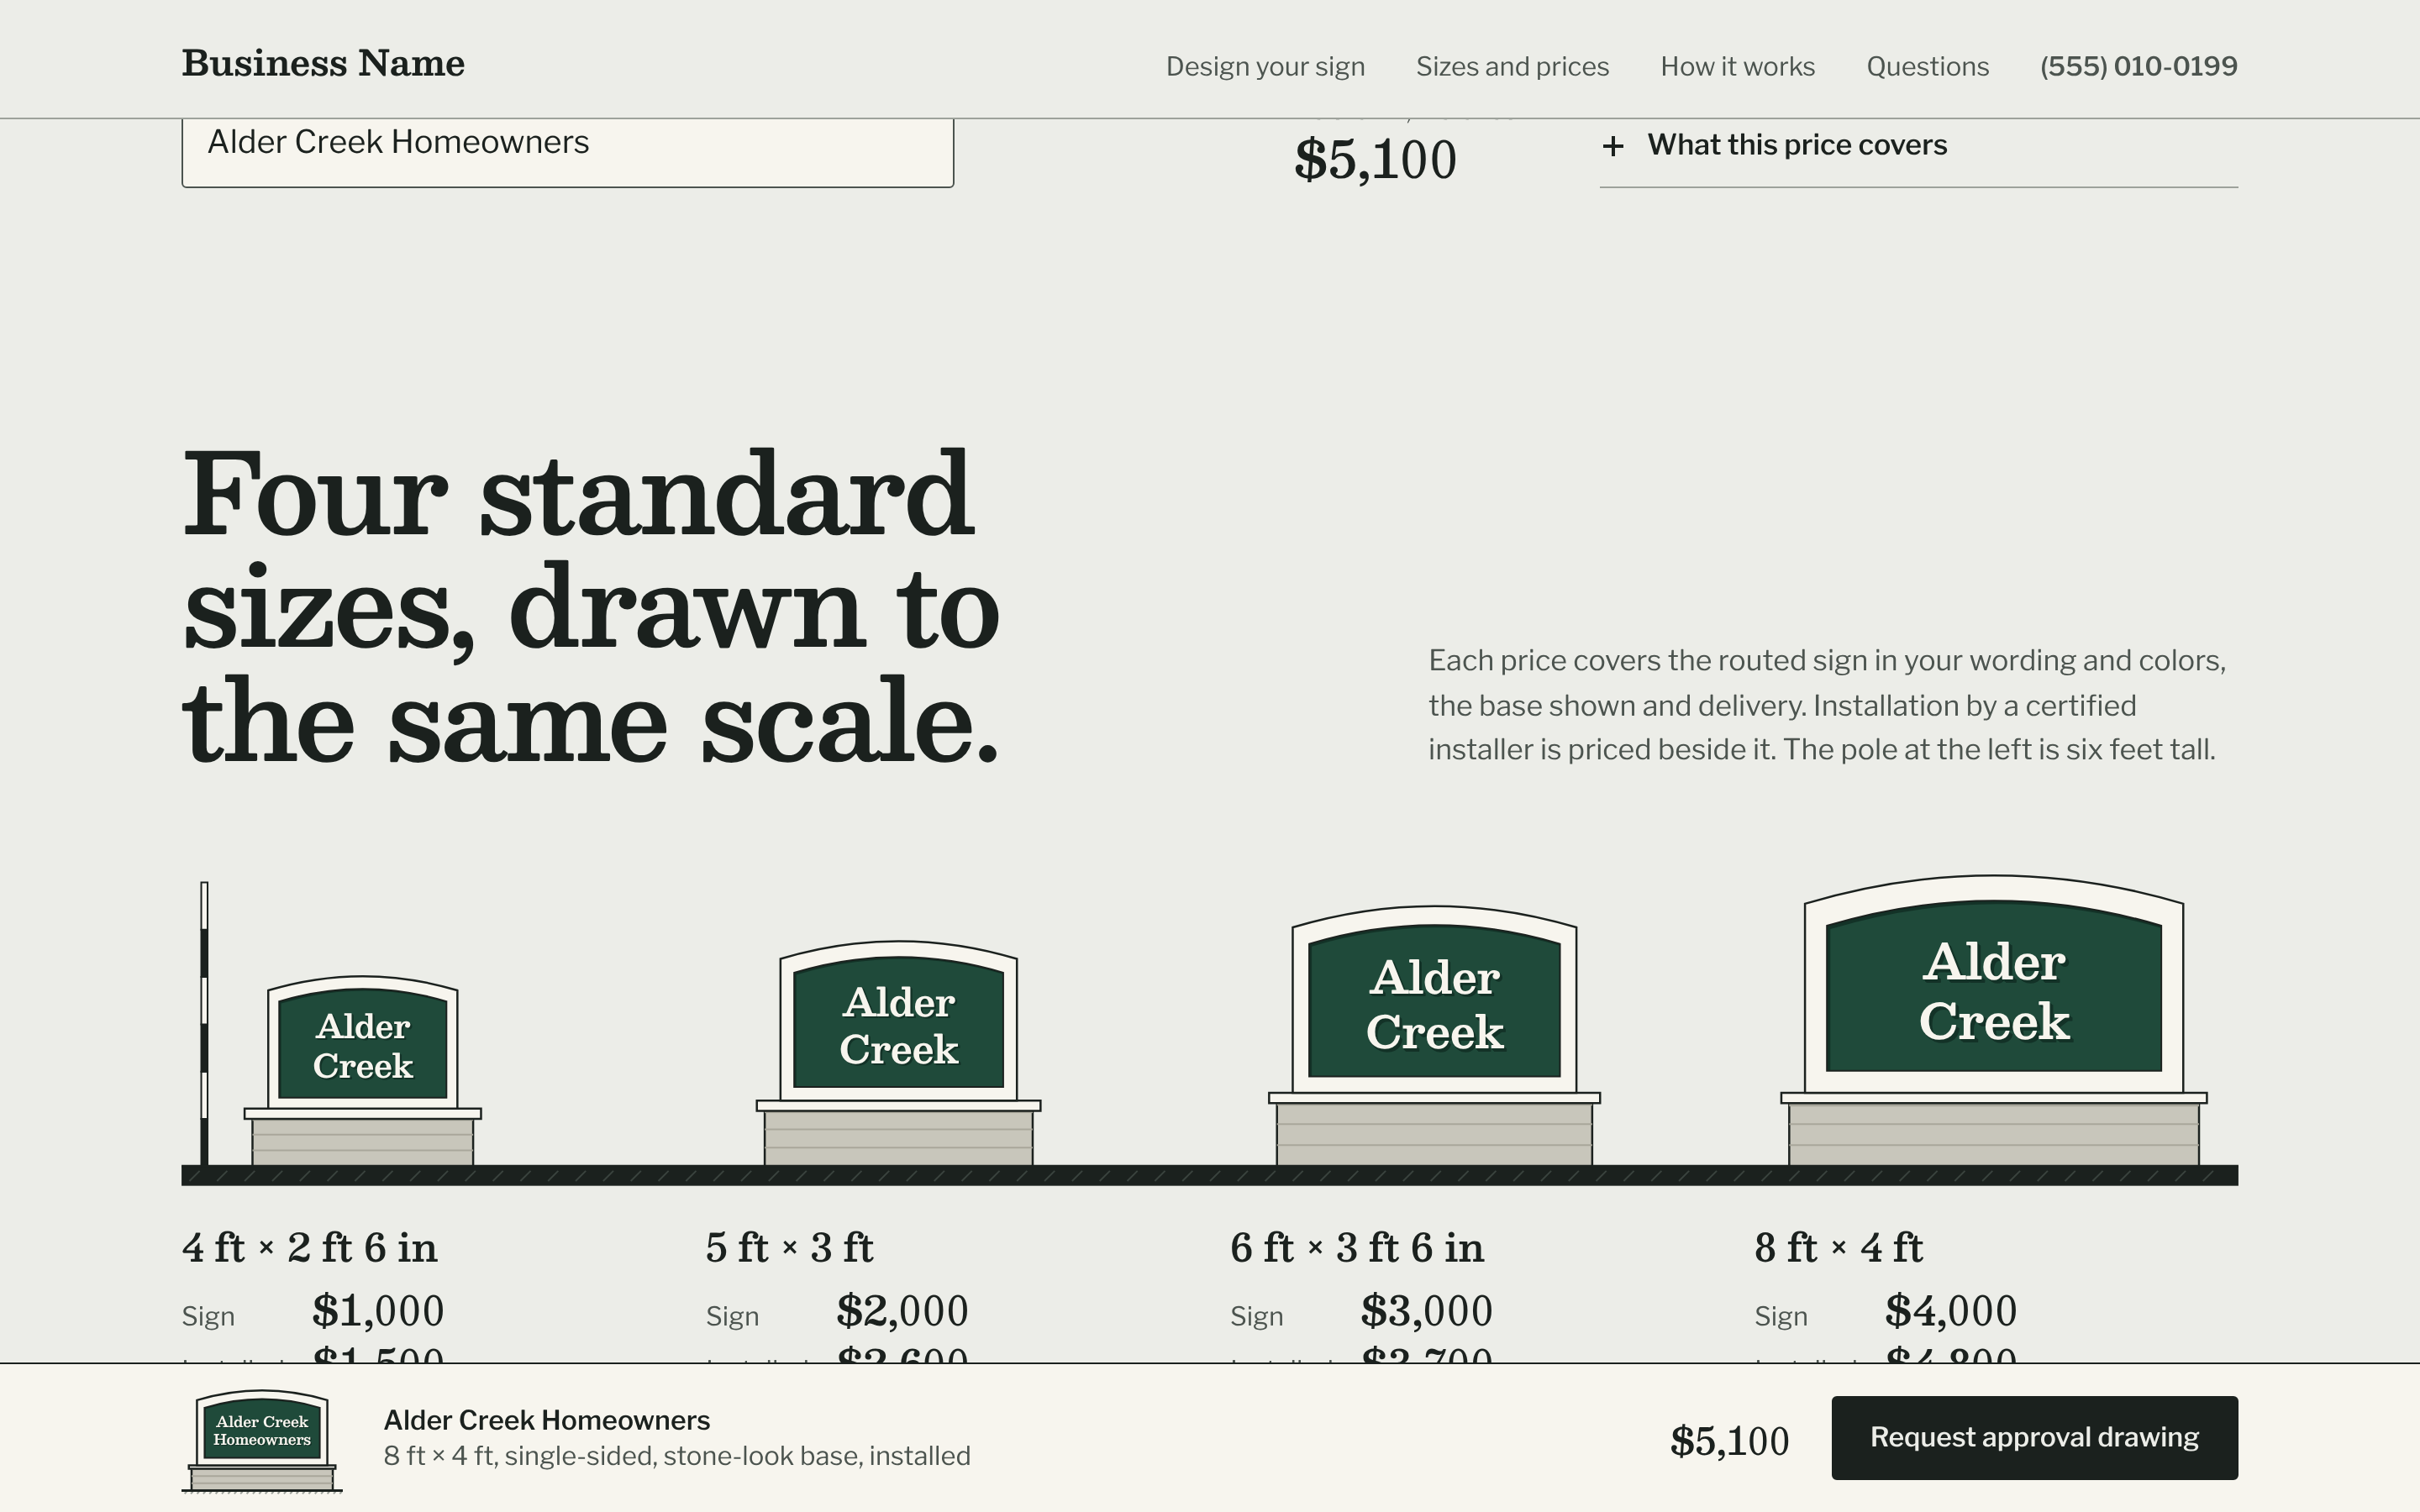 Business Name
Design your sign
Sizes and prices
How it works
Questions
(555) 010-0199
Alder Creek Homeowners
$5,100
+ What this price covers
Four standard
sizes, drawn to
the same scale.
Each price covers the routed sign in your wording and colors,
the base shown and delivery. Installation by a certified
installer is priced beside it. The pole at the left is six feet tall.
Alder
Creek
Alder
Creek
Alder
Creek
Alder
Creek
4 ft × 2 ft 6 in
Sign $1,000
5 ft × 3 ft
Sign $2,000
6 ft × 3 ft 6 in
Sign $3,000
8 ft × 4 ft
Sign $4,000
Alder Creek
Homeowners
Alder Creek Homeowners
8 ft × 4 ft, single-sided, stone-look base, installed
$5,100
Request approval drawing